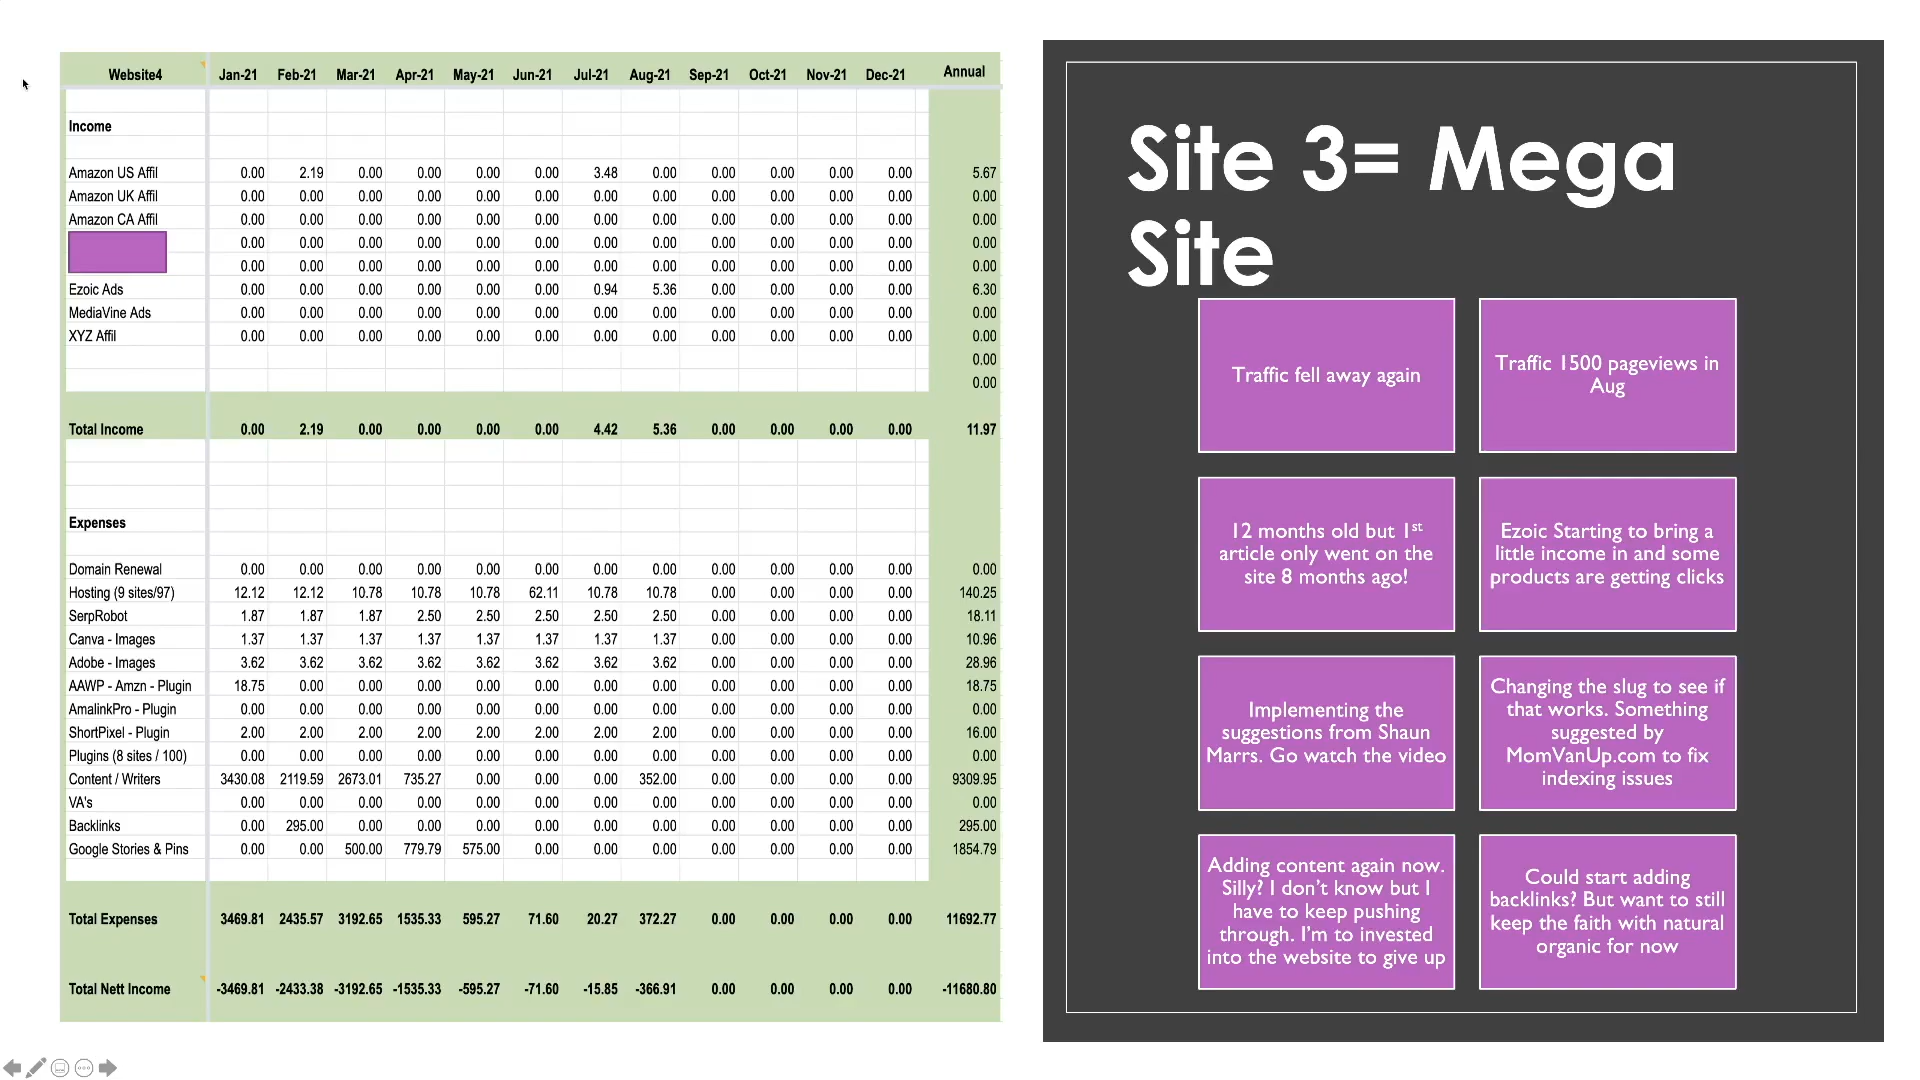 Website4 Jan-21 Feb-21 Mar-21 Apr-21 May-21 Jun-21 Jul-21 Aug-21 Sep-21 Oct-21 Nov-21 Dec-21 Annual
Income
Amazon US Affil 0.00 2.19 0.00 0.00 0.00 0.00 3.48 0.00 0.00 0.00 0.00 0.00 5.67
Amazon UK Affil 0.00 0.00 0.00 0.00 0.00 0.00 0.00 0.00 0.00 0.00 0.00 0.00 0.00
Amazon CA Affil 0.00 0.00 0.00 0.00 0.00 0.00 0.00 0.00 0.00 0.00 0.00 0.00 0.00
0.00 0.00 0.00 0.00 0.00 0.00 0.00 0.00 0.00 0.00 0.00 0.00 0.00
0.00 0.00 0.00 0.00 0.00 0.00 0.00 0.00 0.00 0.00 0.00 0.00 0.00
Ezoic Ads 0.00 0.00 0.00 0.00 0.00 0.00 0.94 5.36 0.00 0.00 0.00 0.00 6.30
MediaVine Ads 0.00 0.00 0.00 0.00 0.00 0.00 0.00 0.00 0.00 0.00 0.00 0.00 0.00
XYZ Affil 0.00 0.00 0.00 0.00 0.00 0.00 0.00 0.00 0.00 0.00 0.00 0.00 0.00
0.00
0.00
Total Income 0.00 2.19 0.00 0.00 0.00 0.00 4.42 5.36 0.00 0.00 0.00 0.00 11.97
Expenses
Domain Renewal 0.00 0.00 0.00 0.00 0.00 0.00 0.00 0.00 0.00 0.00 0.00 0.00 0.00
Hosting (9 sites/97) 12.12 12.12 10.78 10.78 10.78 62.11 10.78 10.78 0.00 0.00 0.00 0.00 140.25
SerpRobot 1.87 1.87 1.87 2.50 2.50 2.50 2.50 2.50 0.00 0.00 0.00 0.00 18.11
Canva - Images 1.37 1.37 1.37 1.37 1.37 1.37 1.37 1.37 0.00 0.00 0.00 0.00 10.96
Adobe - Images 3.62 3.62 3.62 3.62 3.62 3.62 3.62 3.62 0.00 0.00 0.00 0.00 28.96
AAWP - Amzn - Plugin 18.75 0.00 0.00 0.00 0.00 0.00 0.00 0.00 0.00 0.00 0.00 0.00 18.75
AmalinkPro - Plugin 0.00 0.00 0.00 0.00 0.00 0.00 0.00 0.00 0.00 0.00 0.00 0.00 0.00
ShortPixel - Plugin 2.00 2.00 2.00 2.00 2.00 2.00 2.00 2.00 0.00 0.00 0.00 0.00 16.00
Plugins (8 sites / 100) 0.00 0.00 0.00 0.00 0.00 0.00 0.00 0.00 0.00 0.00 0.00 0.00 0.00
Content / Writers 3430.08 2119.59 2673.01 735.27 0.00 0.00 0.00 352.00 0.00 0.00 0.00 0.00 9309.95
VA's 0.00 0.00 0.00 0.00 0.00 0.00 0.00 0.00 0.00 0.00 0.00 0.00 0.00
Backlinks 0.00 295.00 0.00 0.00 0.00 0.00 0.00 0.00 0.00 0.00 0.00 0.00 295.00
Google Stories & Pins 0.00 0.00 500.00 779.79 575.00 0.00 0.00 0.00 0.00 0.00 0.00 0.00 1854.79
Total Expenses 3469.81 2435.57 3192.65 1535.33 595.27 71.60 20.27 372.27 0.00 0.00 0.00 0.00 11692.77
Total Nett Income -3469.81 -2433.38 -3192.65 -1535.33 -595.27 -71.60 -15.85 -366.91 0.00 0.00 0.00 0.00 -11680.80
Site 3= Mega
Site
Traffic fell away again
Traffic 1500 pageviews in
Aug
12 months old but 1st
article only went on the
site 8 months ago!
Ezoic Starting to bring a
little income in and some
products are getting clicks
Implementing the
suggestions from Shaun
Marrs. Go watch the video
Changing the slug to see if
that works. Something
suggested by
MomVanUp.com to fix
indexing issues
Adding content again now.
Silly? I don't know but I
have to keep pushing
through. I'm to invested
into the website to give up
Could start adding
backlinks? But want to still
keep the faith with natural
organic for now